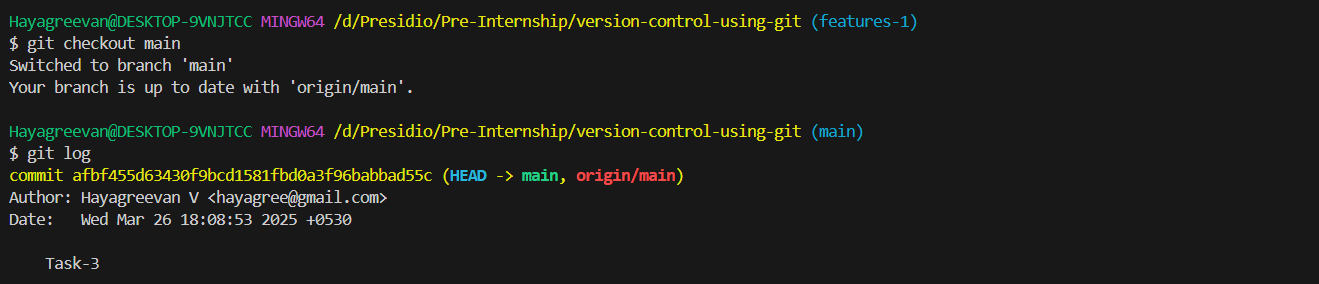 Hayagreevan@DESKTOP-9VNJTCC MINGW64 /d/Presidio/Pre-Internship/version-control-using-git (features-1)
$ git checkout main
Switched to branch 'main'
Your branch is up to date with 'origin/main'.
Hayagreevan@DESKTOP-9VNJTCC MINGW64 /d/Presidio/Pre-Internship/version-control-using-git (main)
$ git log
commit afbf455d63430f9bcd1581fbd0a3f96babbad55c (HEAD -> main, origin/main)
Author: Hayagreevan V <hayagree@gmail.com>
Date:   Wed Mar 26 18:08:53 2025 +0530
    Task-3